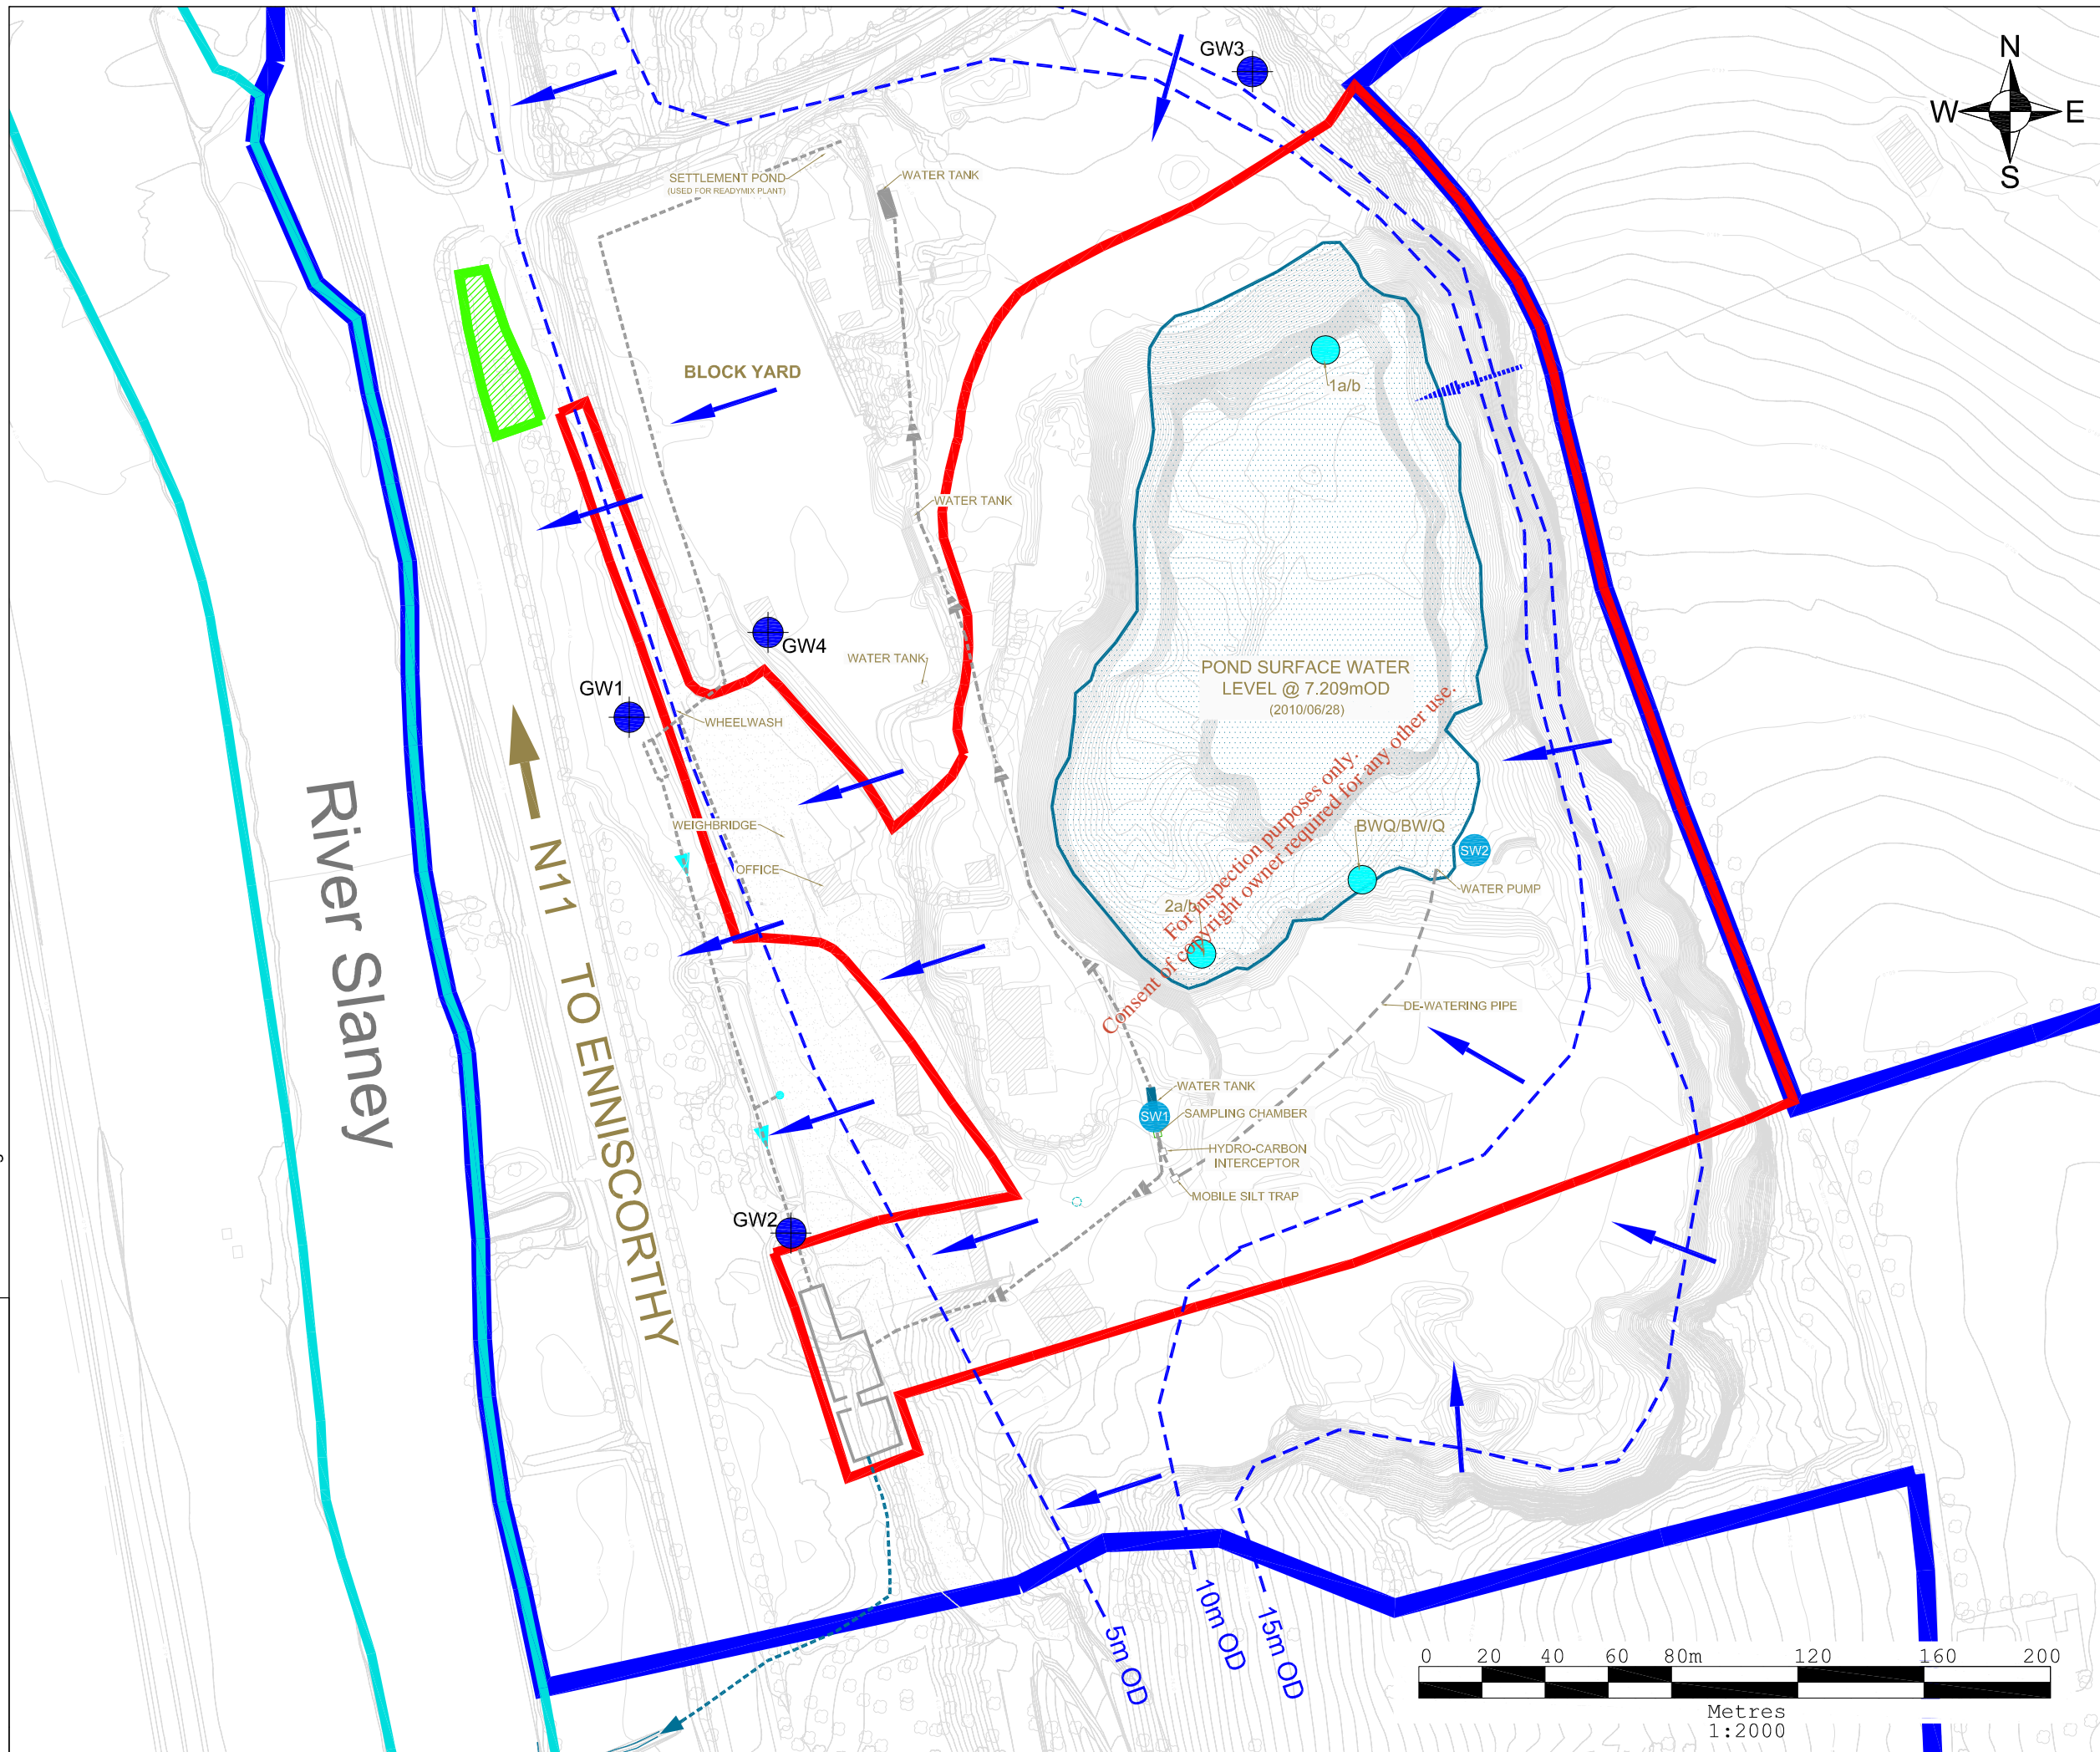 GW3
N
W
E
S
SETTLEMENT POND
(USED FOR READYMIX PLANT)
WATER TANK
BLOCK YARD
1a/b
WATER TANK
GW4
WATER TANK
GW1
WHEELWASH
POND SURFACE WATER
LEVEL @ 7.209mOD
(2010/06/28)
For inspection purposes only.
Consent of copyright owner required for any other use.
River Slaney
N11 TO ENNISCORTHY
WEIGHBRIDGE
OFFICE
BWQ/BW/Q
SW2
WATER PUMP
2a/b
DE-WATERING PIPE
WATER TANK
SW1
SAMPLING CHAMBER
HYDRO-CARBON
INTERCEPTOR
MOBILE SILT TRAP
GW2
5m OD
10m OD
15m OD
0 20 40 60 80m 120 160 200
Metres
1:2000